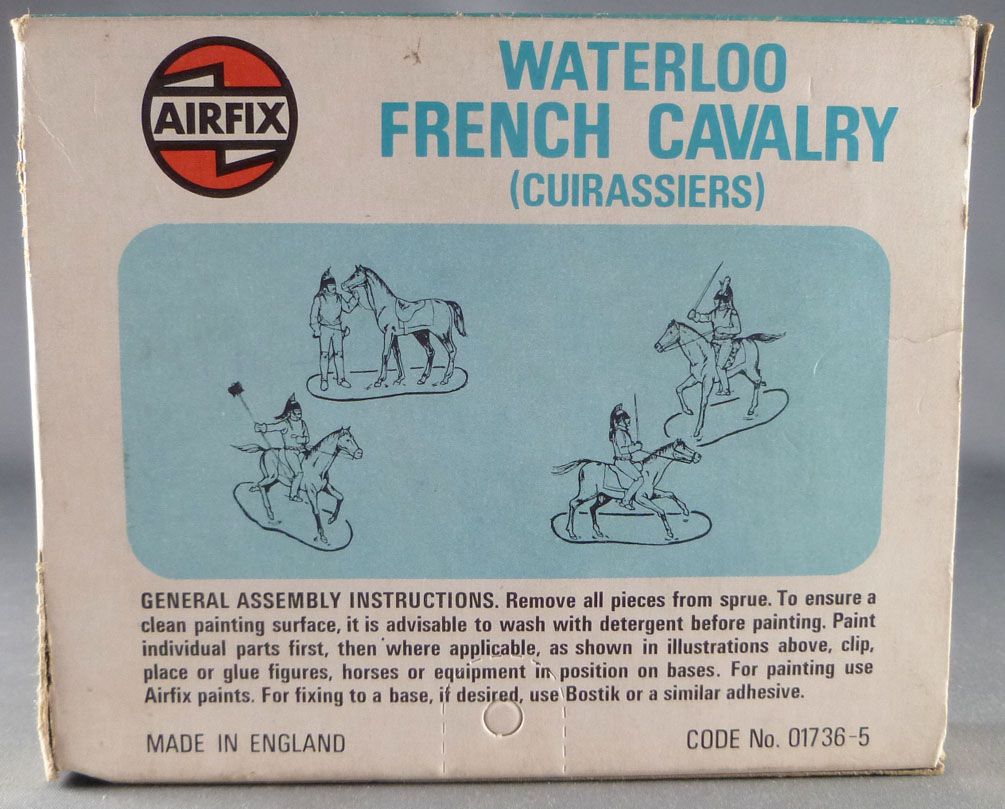 AIRFIX
WATERLOO
FRENCH CAVALRY
(CUIRASSIERS)
GENERAL ASSEMBLY INSTRUCTIONS. Remove all pieces from sprue. To ensure a
clean painting surface, it is advisable to wash with detergent before painting. Paint
individual parts first, then where applicable, as shown in illustrations above, clip,
place or glue figures, horses or equipment in position on bases. For painting use
Airfix paints. For fixing to a base, if desired, use Bostik or a similar adhesive.
MADE IN ENGLAND
CODE No. 01736-5